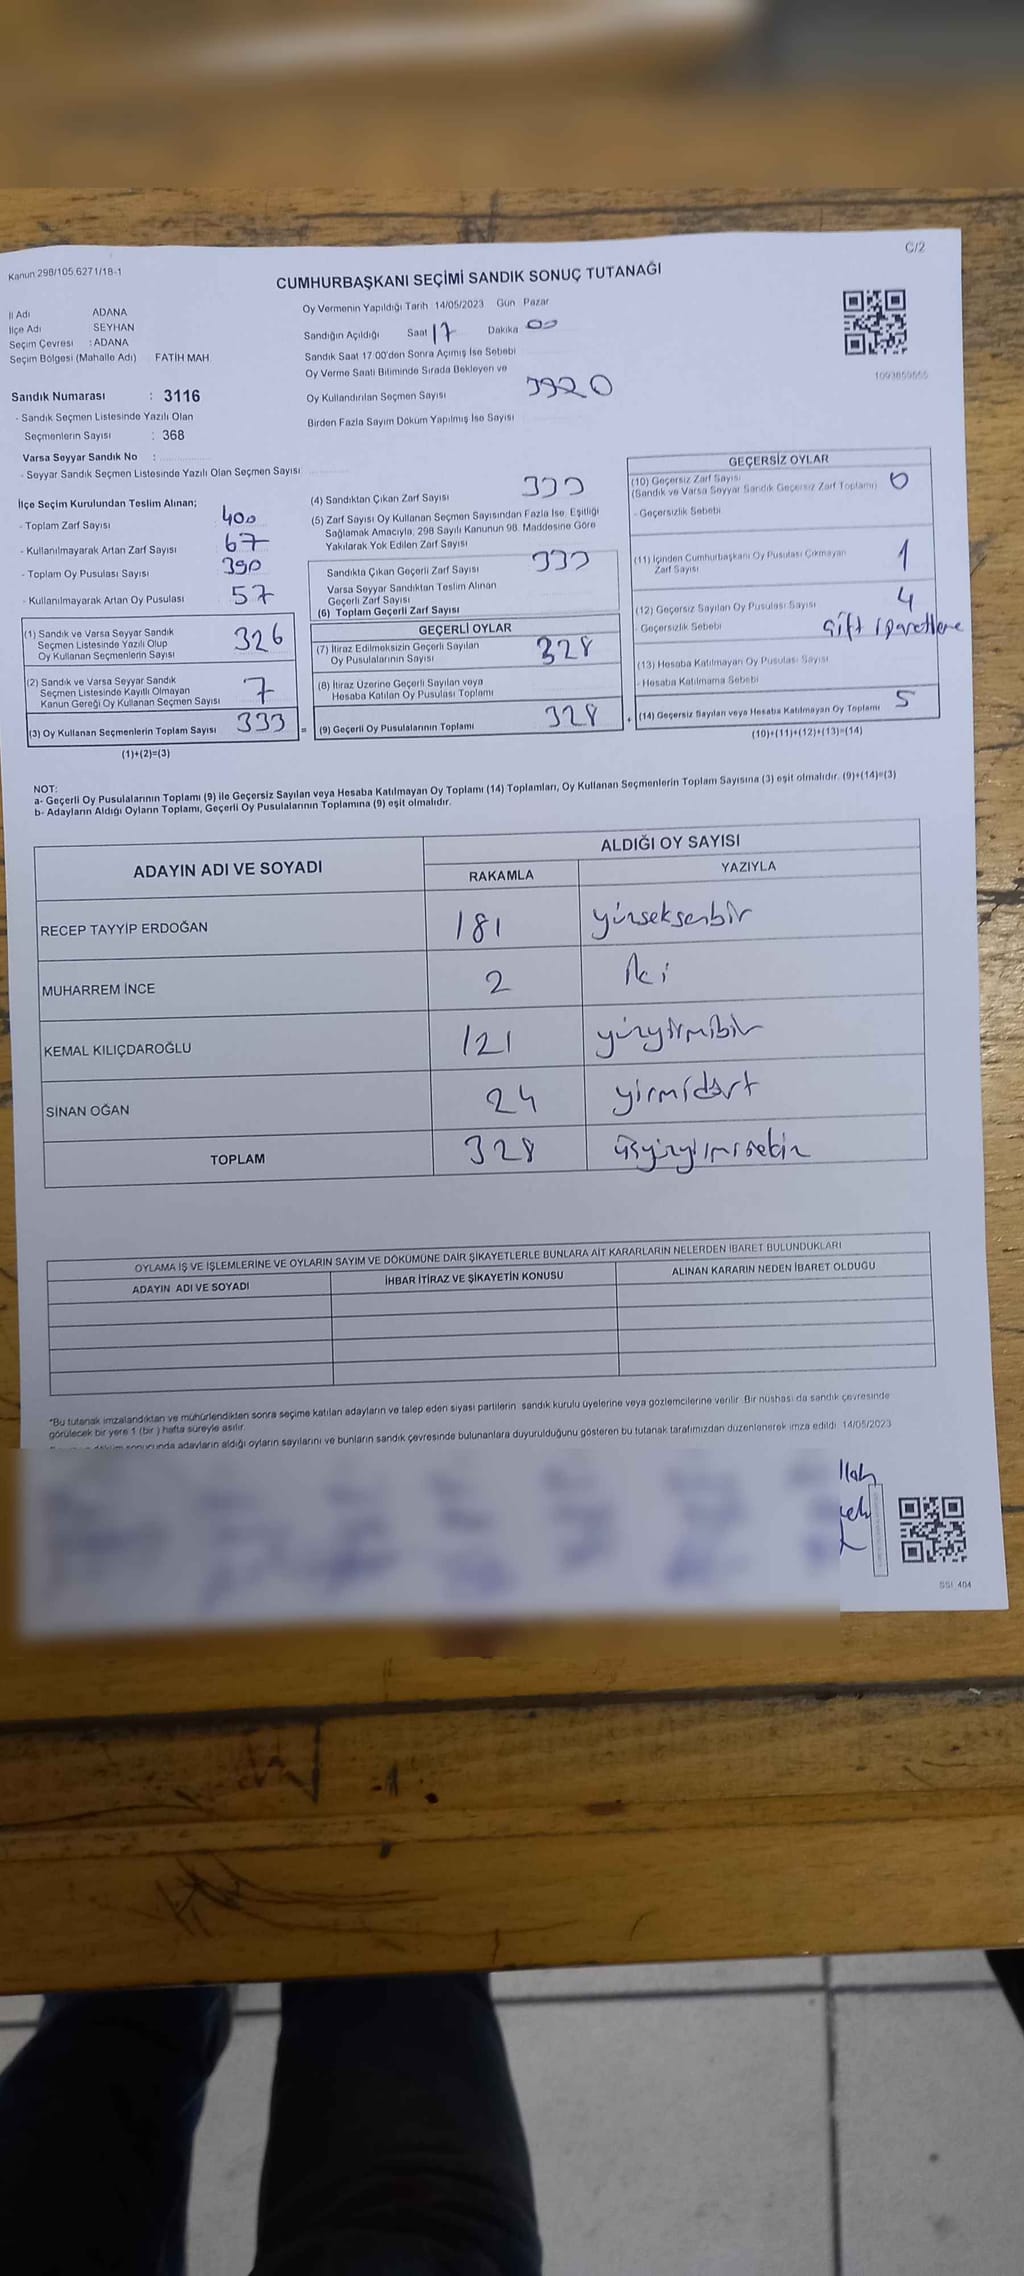 C/2
Kanun 298/105,6271/18-1
CUMHURBAŞKANI SEÇİMİ SANDIK SONUÇ TUTANAĞI
İl Adı ADANA
İlçe Adı SEYHAN
Seçim Çevresi : ADANA
Seçim Bölgesi (Mahalle Adı) FATİH MAH.
Oy Vermenin Yapıldığı Tarih 14/05/2023 Gün Pazar
Sandığın Açıldığı Saat 17 Dakika 00
Sandık Saat 17 00'den Sonra Açımış İse Sebebi
Oy Verme Saati Bitiminde Sırada Bekleyen ve
Oy Kullandırılan Seçmen Sayısı
Birden Fazla Sayım Döküm Yapılmış İse Sayısı
1093859555
Sandık Numarası : 3116
- Sandık Seçmen Listesinde Yazılı Olan
Seçmenlerin Sayısı : 368
Varsa Seyyar Sandık No :
- Seyyar Sandık Seçmen Listesinde Yazılı Olan Seçmen Sayısı
İlçe Seçim Kurulundan Teslim Alınan;
- Toplam Zarf Sayısı 400
- Kullanılmayarak Artan Zarf Sayısı 67
- Toplam Oy Pusulası Sayısı 390
- Kullanılmayarak Artan Oy Pusulası 57
(1) Sandık ve Varsa Seyyar Sandık
Seçmen Listesinde Yazılı Olup
Oy Kullanan Seçmenlerin Sayısı 326
(2) Sandık ve Varsa Seyyar Sandık
Seçmen Listesinde Kayıtlı Olmayan
Kanun Gereği Oy Kullanan Seçmen Sayısı 7
(3) Oy Kullanan Seçmenlerin Toplam Sayısı 333 =
(1)+(2)=(3)
(4) Sandıktan Çıkan Zarf Sayısı 333
(5) Zarf Sayısı Oy Kullanan Seçmen Sayısından Fazla İse, Eşitliği
Sağlamak Amacıyla, 298 Sayılı Kanunun 98. Maddesine Göre
Yakılarak Yok Edilen Zarf Sayısı
Sandıkta Çıkan Geçerli Zarf Sayısı 333
Varsa Seyyar Sandıktan Teslim Alınan
Geçerli Zarf Sayısı
(6) Toplam Geçerli Zarf Sayısı
GEÇERLİ OYLAR
(7) İtiraz Edilmeksizin Geçerli Sayılan
Oy Pusulalarının Sayısı 328
(8) İtiraz Üzerine Geçerli Sayılan veya
Hesaba Katılan Oy Pusulası Toplamı
(9) Geçerli Oy Pusulalarının Toplamı 328 +
GEÇERSİZ OYLAR
(10) Geçersiz Zarf Sayısı 0
(Sandık ve Varsa Seyyar Sandık Geçersiz Zarf Toplamı)
- Geçersizlik Sebebi
(11) İçinden Cumhurbaşkanı Oy Pusulası Çıkmayan
Zarf Sayısı 1
(12) Geçersiz Sayılan Oy Pusulası Sayısı 4
- Geçersizlik Sebebi Çift işaretleme
(13) Hesaba Katılmayan Oy Pusulası Sayısı
- Hesaba Katılmama Sebebi
(14) Geçersiz Sayılan veya Hesaba Katılmayan Oy Toplamı 5
(10)+(11)+(12)+(13)=(14)
NOT:
a- Geçerli Oy Pusulalarının Toplamı (9) ile Geçersiz Sayılan veya Hesaba Katılmayan Oy Toplamı (14) Toplamları, Oy Kullanan Seçmenlerin Toplam Sayısına (3) eşit olmalıdır. (9)+(14)=(3)
b- Adayların Aldığı Oyların Toplamı, Geçerli Oy Pusulalarının Toplamına (9) eşit olmalıdır.
ADAYIN ADI VE SOYADI ALDIĞI OY SAYISI
RAKAMLA YAZIYLA
RECEP TAYYİP ERDOĞAN 181 yüzseksenbir
MUHARREM İNCE 2 iki
KEMAL KILIÇDAROĞLU 121 yüzyirmibir
SİNAN OĞAN 24 yirmidört
TOPLAM 328 üçyüzyirmisekiz
OYLAMA İŞ VE İŞLEMLERİNE VE OYLARIN SAYIM VE DÖKÜMÜNE DAİR ŞİKAYETLERLE BUNLARA AİT KARARLARIN NELERDEN İBARET BULUNDUKLARI
ADAYIN ADI VE SOYADI İHBAR İTİRAZ VE ŞİKAYETİN KONUSU ALINAN KARARIN NEDEN İBARET OLDUĞU
*Bu tutanak imzalandıktan ve mühürlendikten sonra seçime katılan adayların ve talep eden siyasi partilerin sandık kurulu üyelerine veya gözlemcilerine verilir. Bir nüshası da sandık çevresinde
görülecek bir yere 1 (bir ) hafta süreyle asılır.
adayların aldığı oyların sayılarını ve bunların sandık çevresinde bulunanlara duyurulduğunu gösteren bu tutanak tarafımızdan düzenlenerek imza edildi. 14/05/2023
SSI: 404